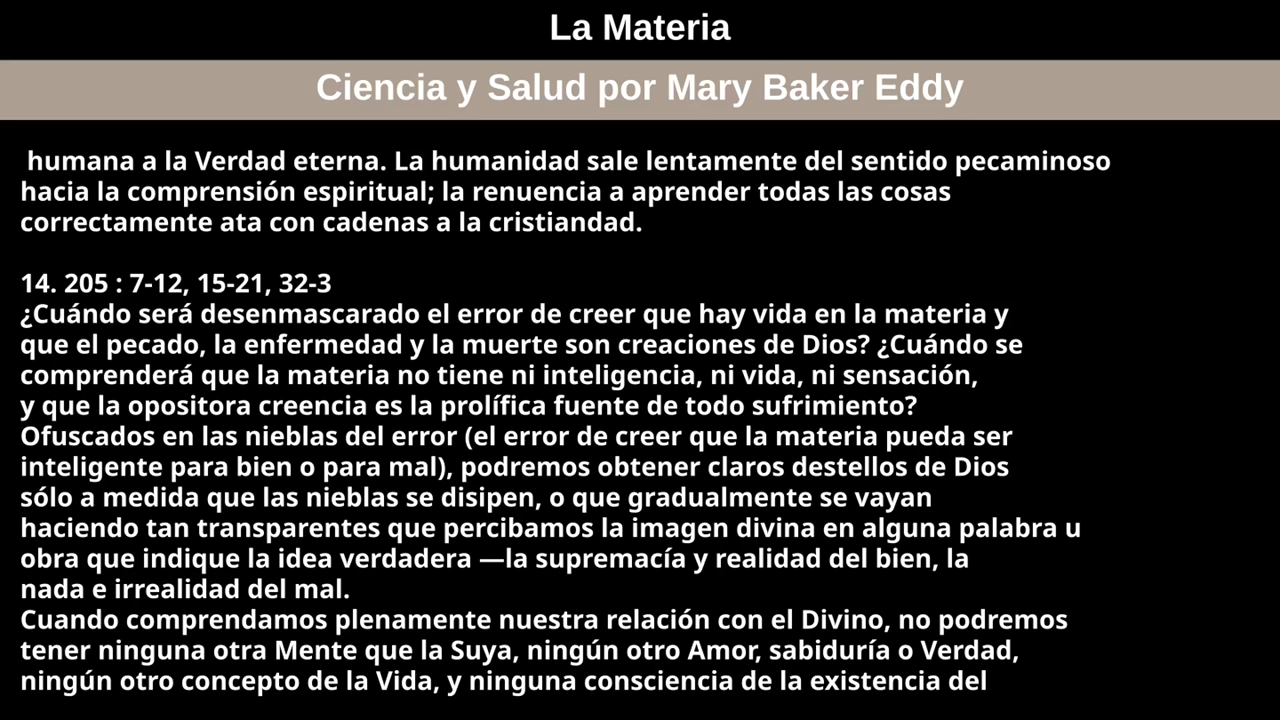 La Materia
Ciencia y Salud por Mary Baker Eddy
humana a la Verdad eterna. La humanidad sale lentamente del sentido pecaminoso
hacia la comprensión espiritual; la renuencia a aprender todas las cosas
correctamente ata con cadenas a la cristiandad.
14. 205 : 7-12, 15-21, 32-3
¿Cuándo será desenmascarado el error de creer que hay vida en la materia y
que el pecado, la enfermedad y la muerte son creaciones de Dios? ¿Cuándo se
comprenderá que la materia no tiene ni inteligencia, ni vida, ni sensación,
y que la opositora creencia es la prolífica fuente de todo sufrimiento?
Ofuscados en las nieblas del error (el error de creer que la materia pueda ser
inteligente para bien o para mal), podremos obtener claros destellos de Dios
sólo a medida que las nieblas se disipen, o que gradualmente se vayan
haciendo tan transparentes que percibamos la imagen divina en alguna palabra u
obra que indique la idea verdadera —la supremacía y realidad del bien, la
nada e irrealidad del mal.
Cuando comprendamos plenamente nuestra relación con el Divino, no podremos
tener ninguna otra Mente que la Suya, ningún otro Amor, sabiduría o Verdad,
ningún otro concepto de la Vida, y ninguna consciencia de la existencia del